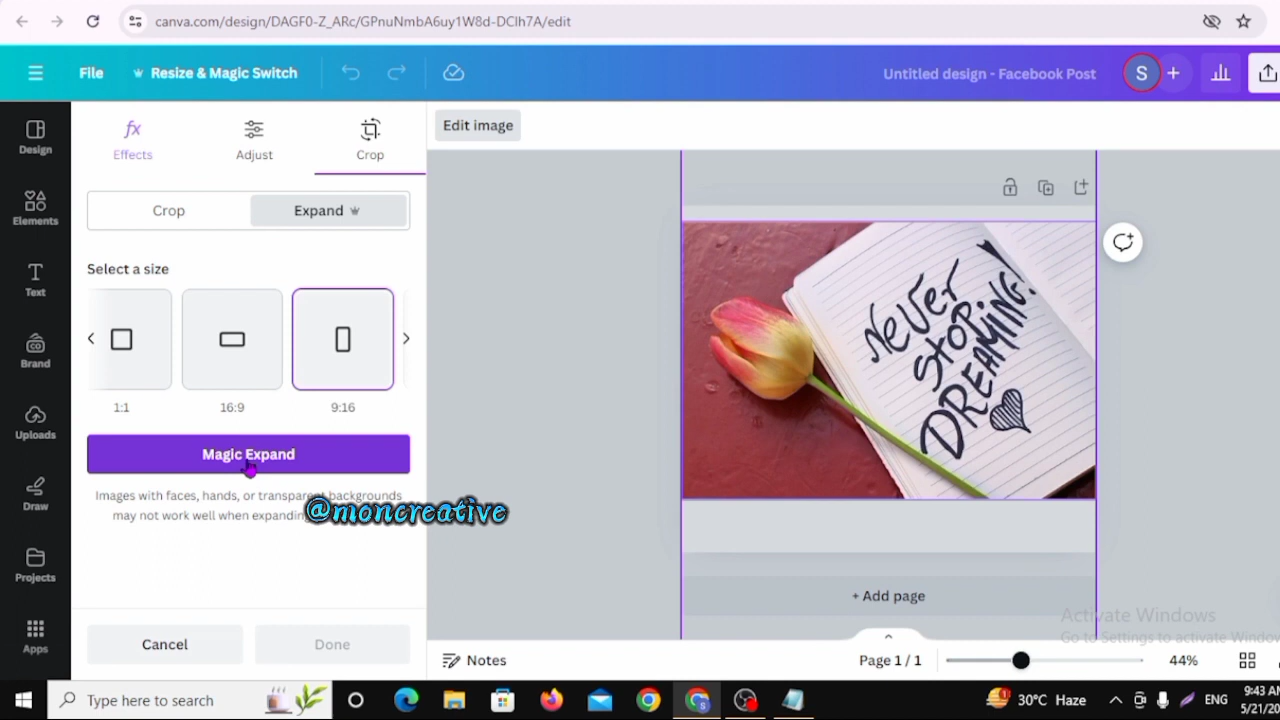 canva.com/design/DAGF0-Z_ARc/GPnuNmbA6uy1W8d-DCIh7A/edit
File
Resize & Magic Switch
Untitled design - Facebook Post
S
Design
Elements
Text
Brand
Uploads
Draw
Projects
Apps
Effects
Adjust
Crop
Crop
Expand
Select a size
1:1
16:9
9:16
Magic Expand
Images with faces, hands, or transparent backgrounds
may not work well when expanding
@moncreative
Cancel
Done
Edit image
Never
Stop
DREAMING!
+ Add page
Activate Windows
Go to Settings to activate Windows
Notes
Page 1 / 1
44%
Type here to search
30°C Haze
ENG
9:43 AM
5/21/20